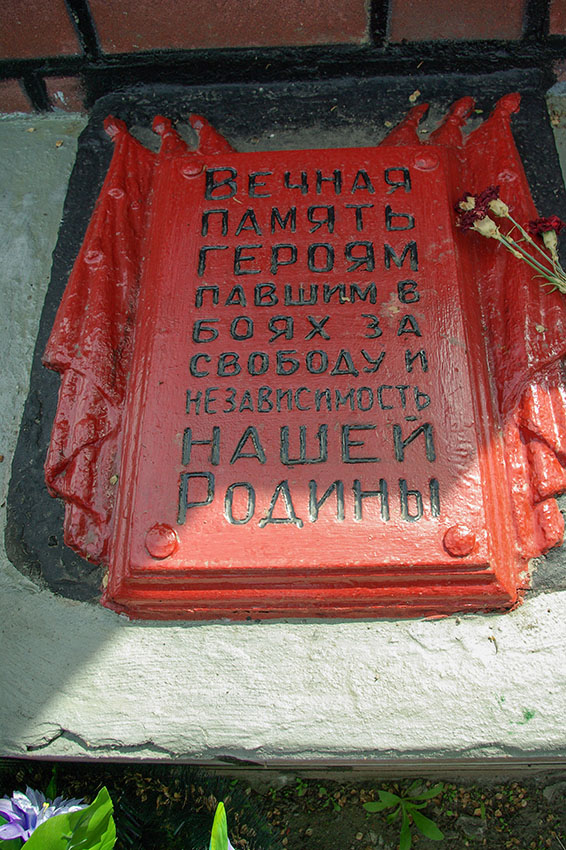 Вечная
память
героям
павшим в
боях за
свободу и
независимость
нашей
Родины